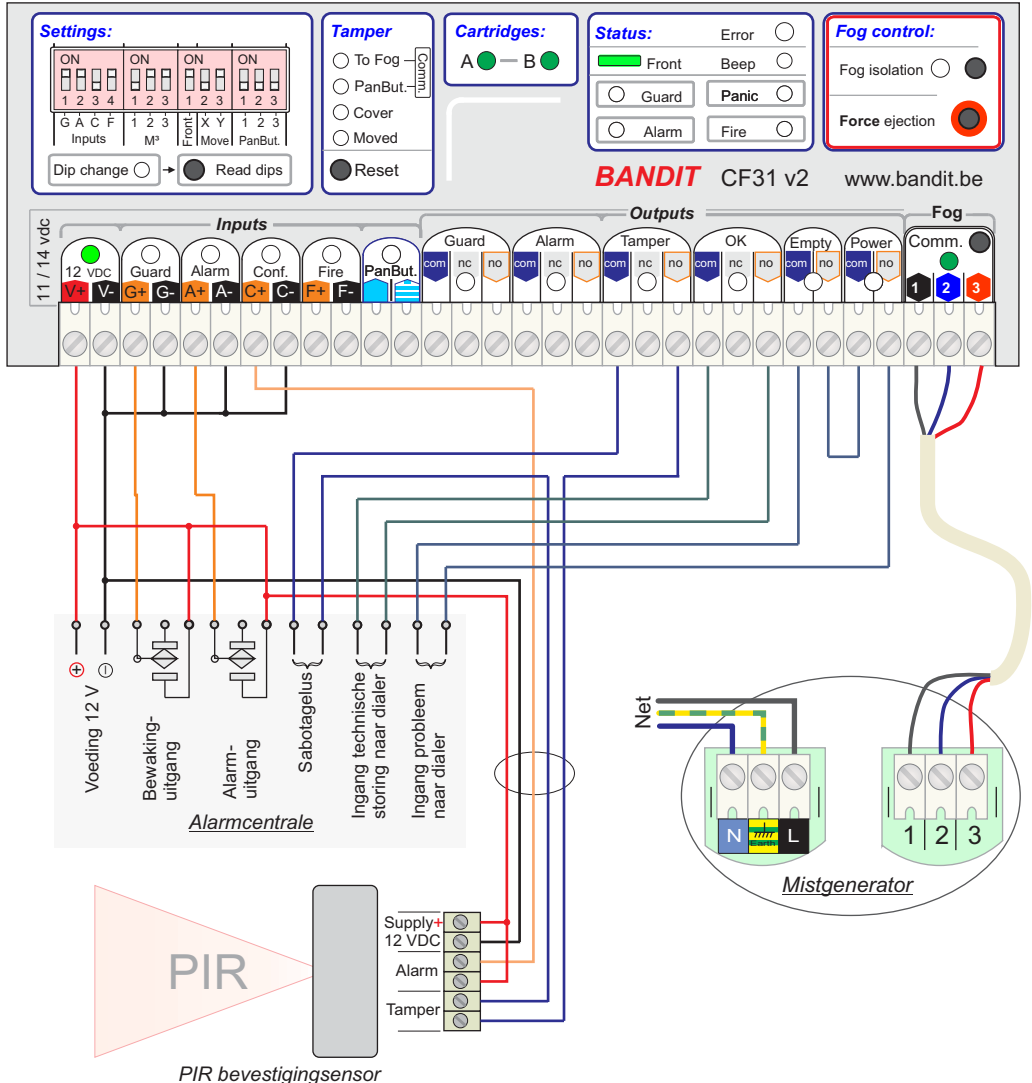 Settings:
ON ON ON ON
1 2 3 4 1 2 3 1 2 3 1 2 3
G A C F 1 2 3 Front X Y 1 2 3
Inputs M³ Move PanBut.
Dip change Read dips
Tamper
To Fog
PanBut.
Comm.
Cover
Moved
Reset
Cartridges:
A B
Status:
Error
Front
Beep
Guard
Panic
Alarm
Fire
Fog control:
Fog isolation
Force ejection
BANDIT CF31 v2 www.bandit.be
11 / 14 vdc
Inputs
Outputs
Fog
12 VDC Guard Alarm Conf. Fire PanBut.
V+ V- G+ G- A+ A- C+ C- F+ F-
Guard Alarm Tamper OK Empty Power Comm.
com nc no com nc no com nc no com nc no com no com no
1 2 3
Voeding 12 V
Bewaking-
uitgang
Alarm-
uitgang
Sabotagelus
Ingang technische
storing naar dialer
Ingang probleem
naar dialer
Alarmcentrale
Net
N Earth L
1 2 3
Mistgenerator
PIR
Supply+
12 VDC
Alarm
Tamper
PIR bevestigingsensor